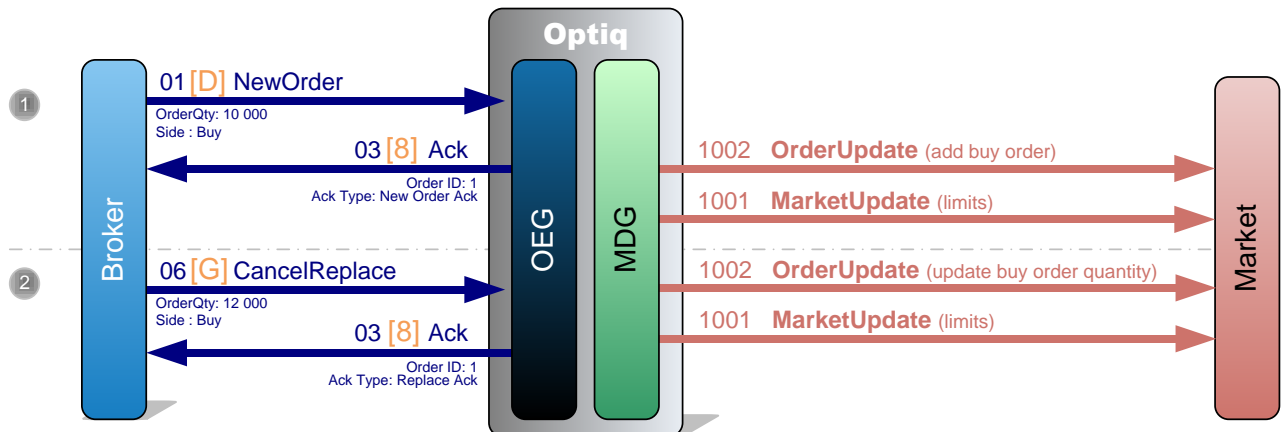 Optiq
1
Broker
01 [D] NewOrder
OrderQty: 10 000
Side : Buy
03 [8] Ack
Order ID: 1
Ack Type: New Order Ack
OEG
MDG
1002 OrderUpdate (add buy order)
1001 MarketUpdate (limits)
Market
2
06 [G] CancelReplace
OrderQty: 12 000
Side : Buy
03 [8] Ack
Order ID: 1
Ack Type: Replace Ack
1002 OrderUpdate (update buy order quantity)
1001 MarketUpdate (limits)